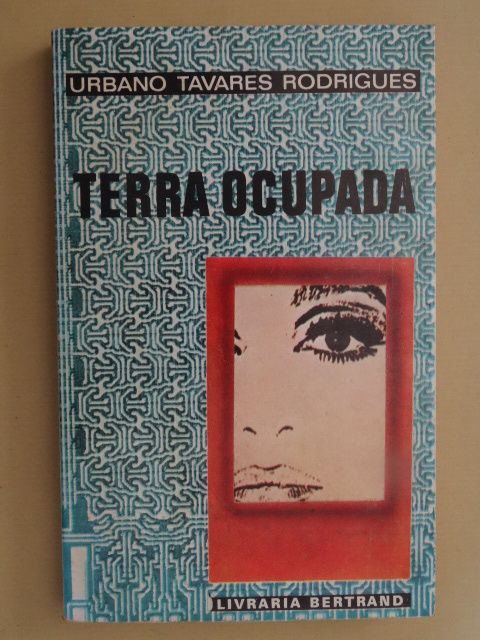 URBANO TAVARES RODRIGUES
TERRA OCUPADA
LIVRARIA BERTRAND